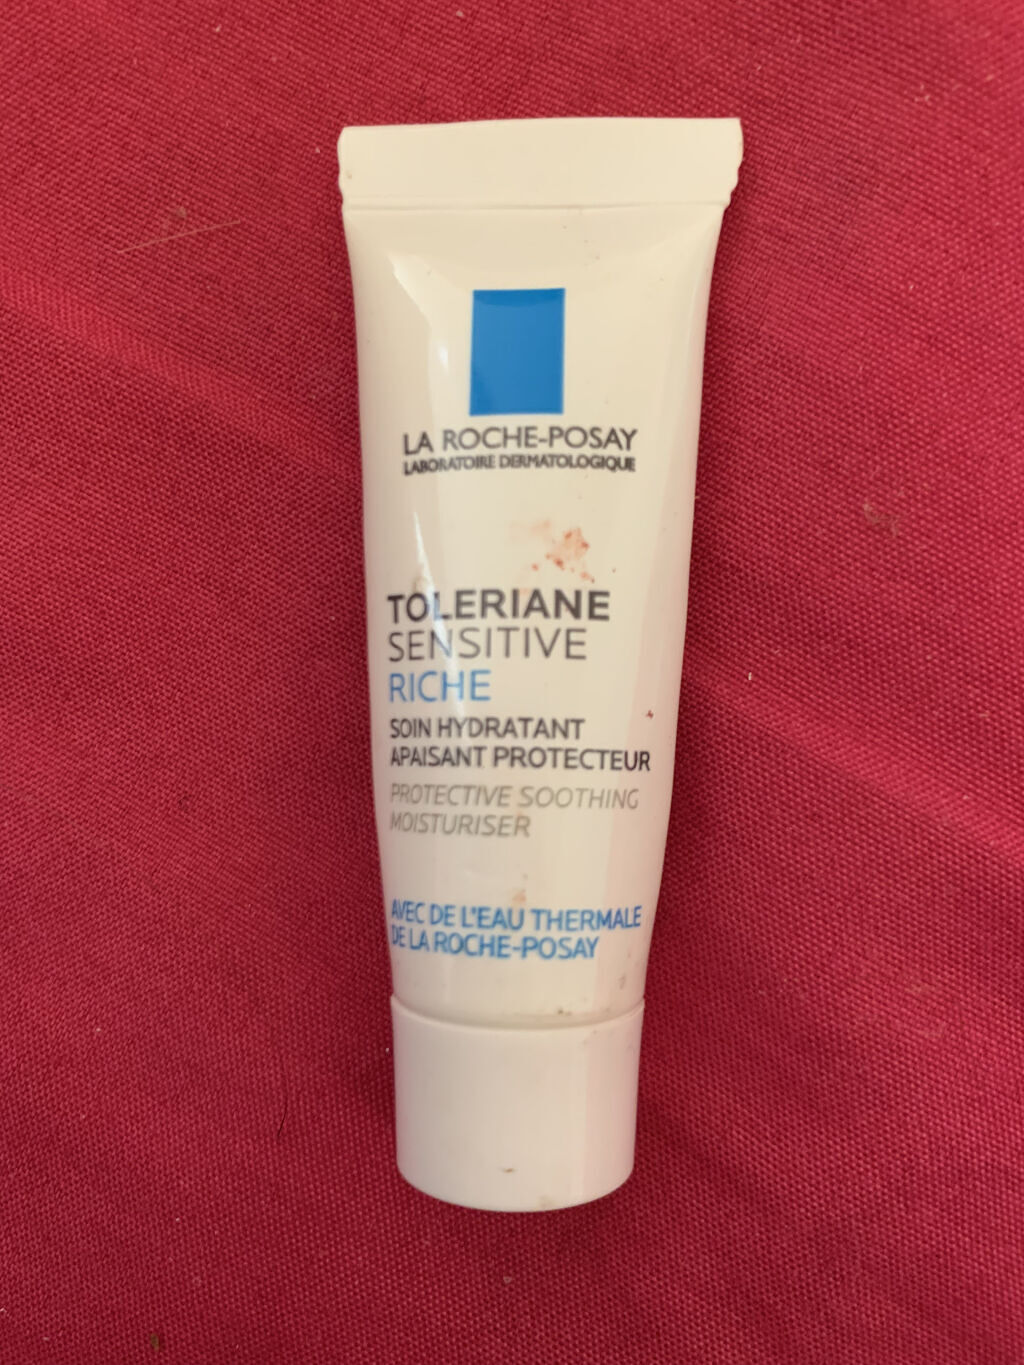 LA ROCHE-POSAY
LABORATOIRE DERMATOLOGIQUE
TOLERIANE
SENSITIVE
RICHE
SOIN HYDRATANT
APAISANT PROTECTEUR
PROTECTIVE SOOTHING
MOISTURISER
AVEC DE L'EAU THERMALE
DE LA ROCHE-POSAY